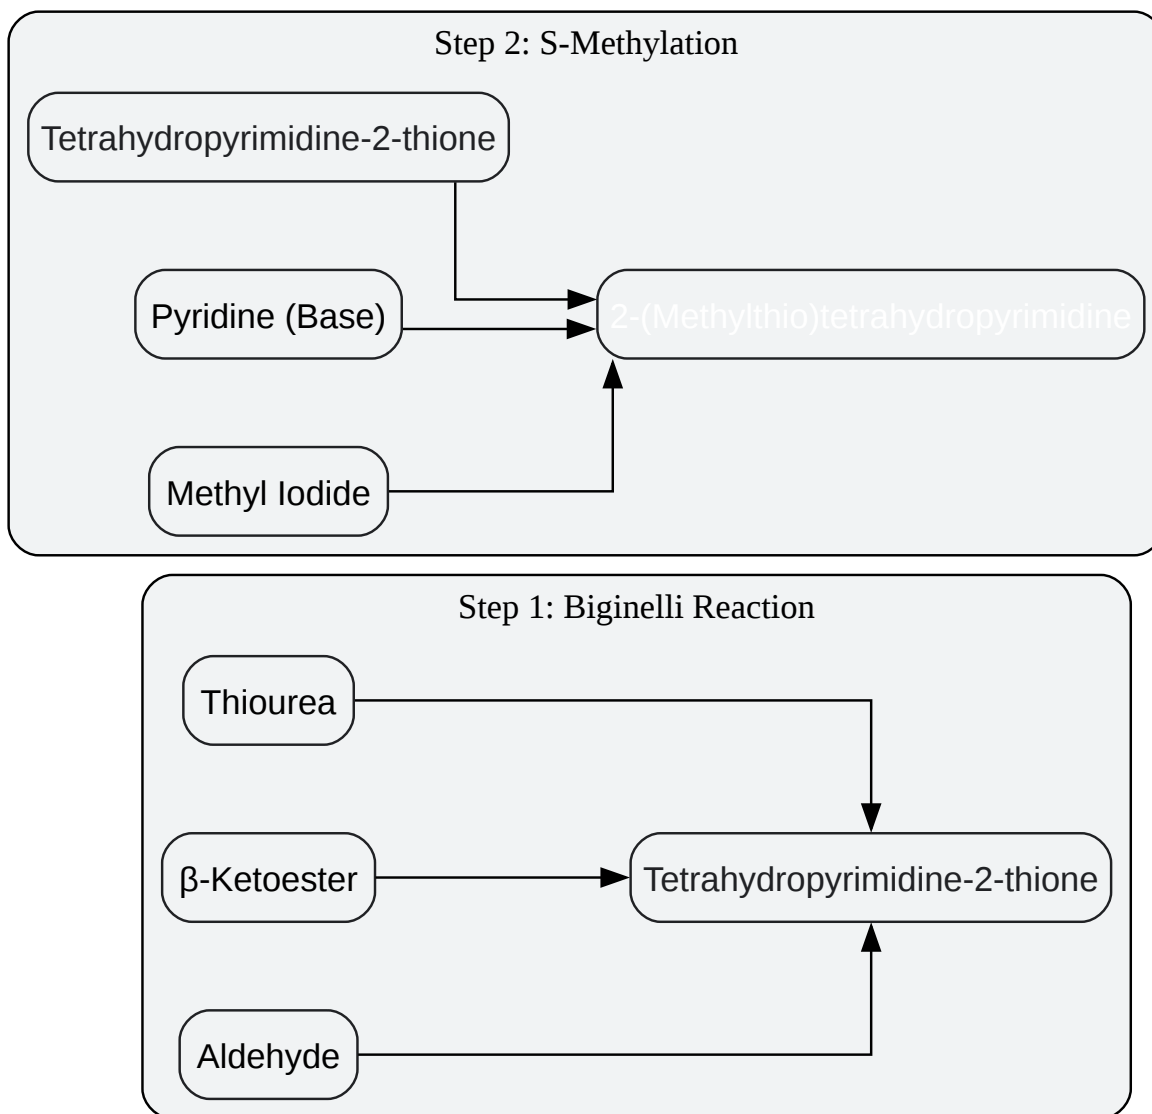 Step 2: S-Methylation
Tetrahydropyrimidine-2-thione
Pyridine (Base)
2-(Methylthio)tetrahydropyrimidine
Methyl Iodide
Step 1: Biginelli Reaction
Thiourea
β-Ketoester
Tetrahydropyrimidine-2-thione
Aldehyde